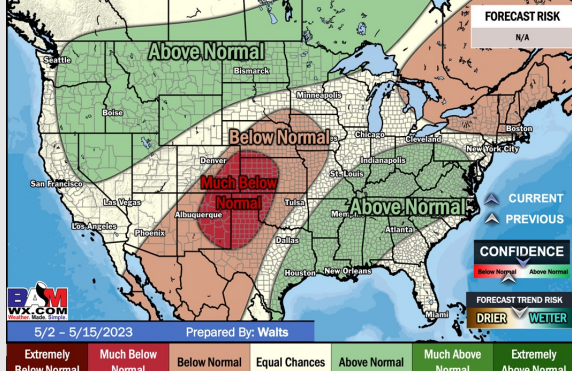 FORECAST RISK
N/A
Above Normal
Seattle
Bismarck
Minneapolis
Boise
Below Normal
Chicago
Cleveland
Boston
New York City
Denver
Indianapolis
San Francisco
Much Below
Normal
St. Louis
Las Vegas
Albuquerque
Tulsa
Above Normal
Los Angeles
Phoenix
Dallas
Atlanta
Houston
New Orleans
Miami
CURRENT
PREVIOUS
CONFIDENCE
Below Normal
Above Normal
FORECAST TREND RISK
DRIER
WETTER
BAM
WX.COM
Weather. Made. Simple.
5/2 – 5/15/2023
Prepared By: Walts
Extremely
Below Normal
Much Below
Normal
Below Normal
Equal Chances
Above Normal
Much Above
Normal
Extremely
Above Normal